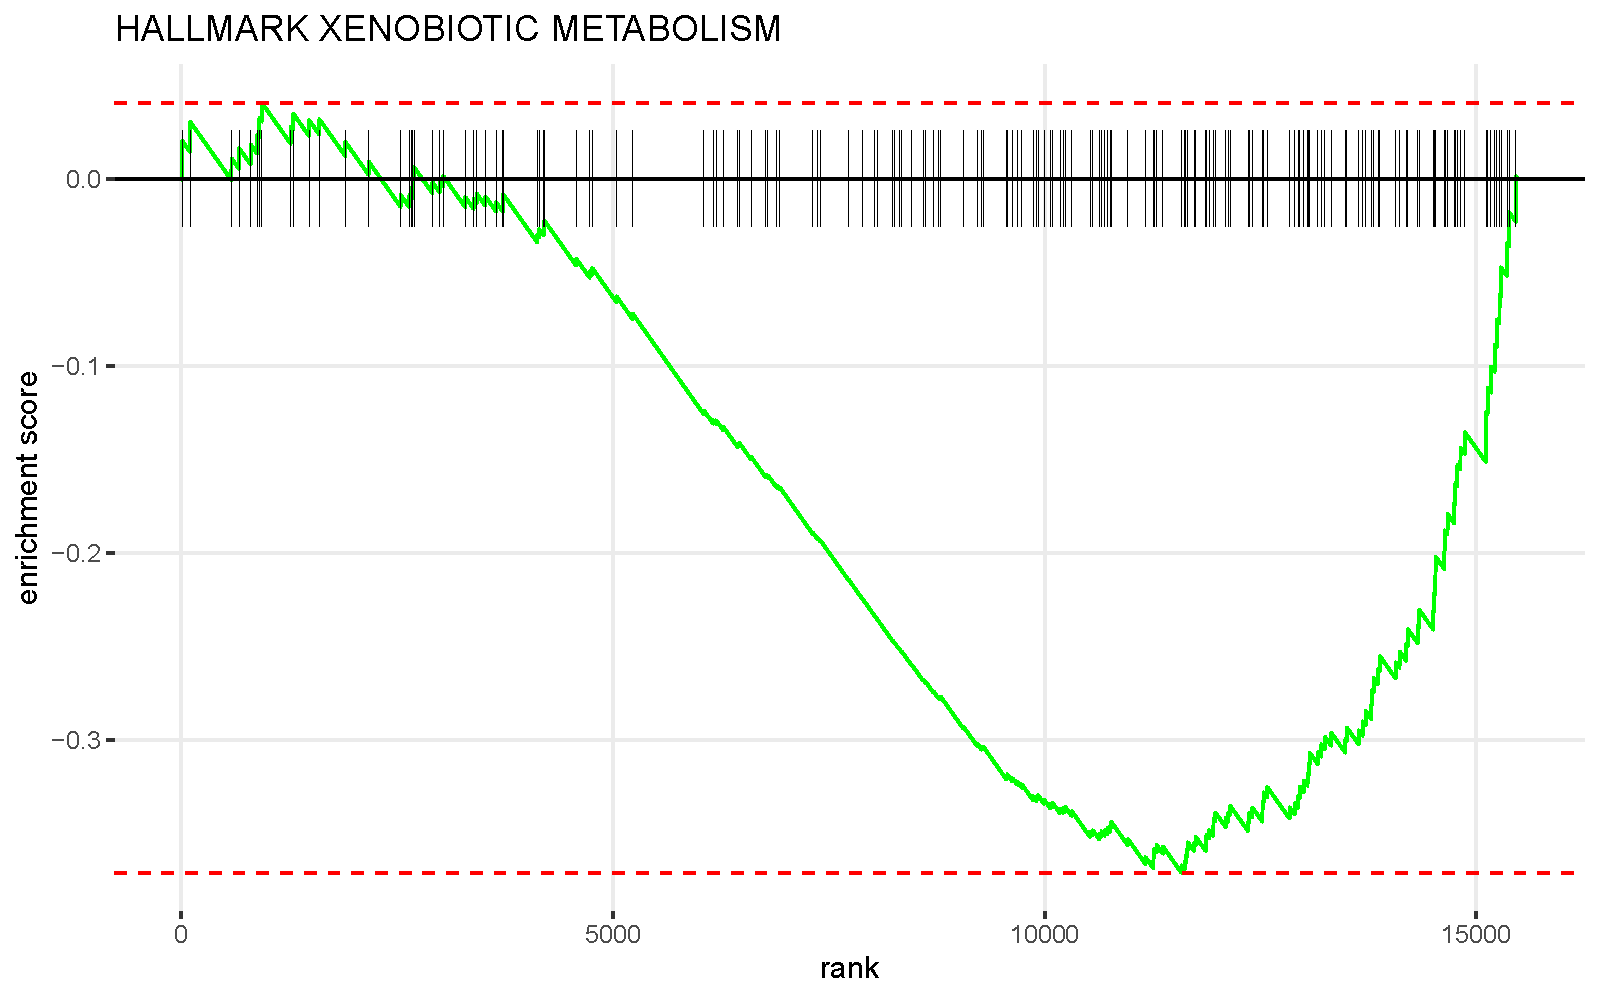 HALLMARK XENOBIOTIC METABOLISM
0.0
−0.1
−0.2
−0.3
enrichment score
0 5000 10000 15000
rank